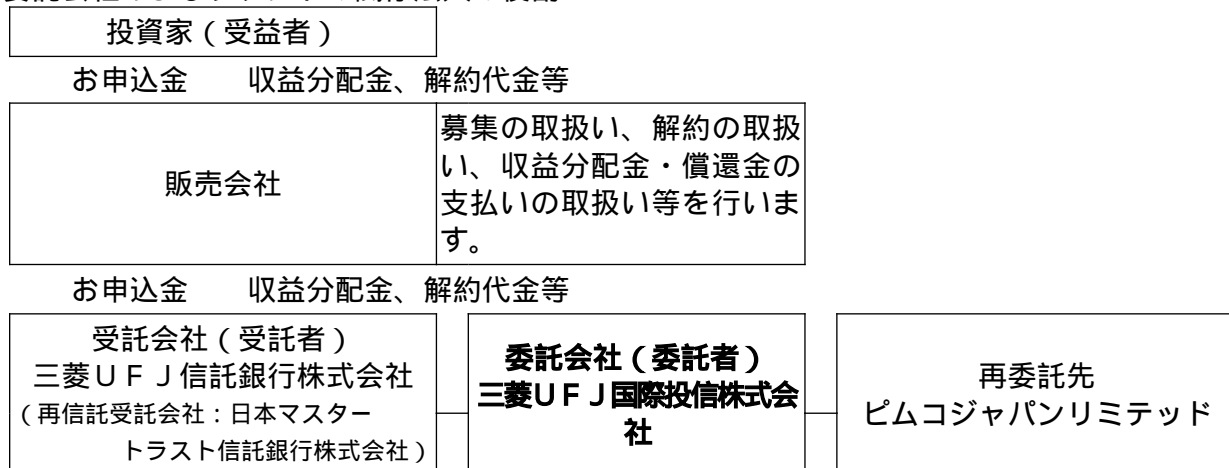 投資家(受益者)
お申込金 収益分配金、解約代金等
販売会社
募集の取扱い、解約の取扱
い、収益分配金・償還金の
支払いの取扱い等を行いま
す。
お申込金 収益分配金、解約代金等
受託会社(受託者)
三菱UFJ信託銀行株式会社
(再信託受託会社:日本マスター
トラスト信託銀行株式会社)
委託会社(委託者)
三菱UFJ国際投信株式会
社
再委託先
ピムコジャパンリミテッド